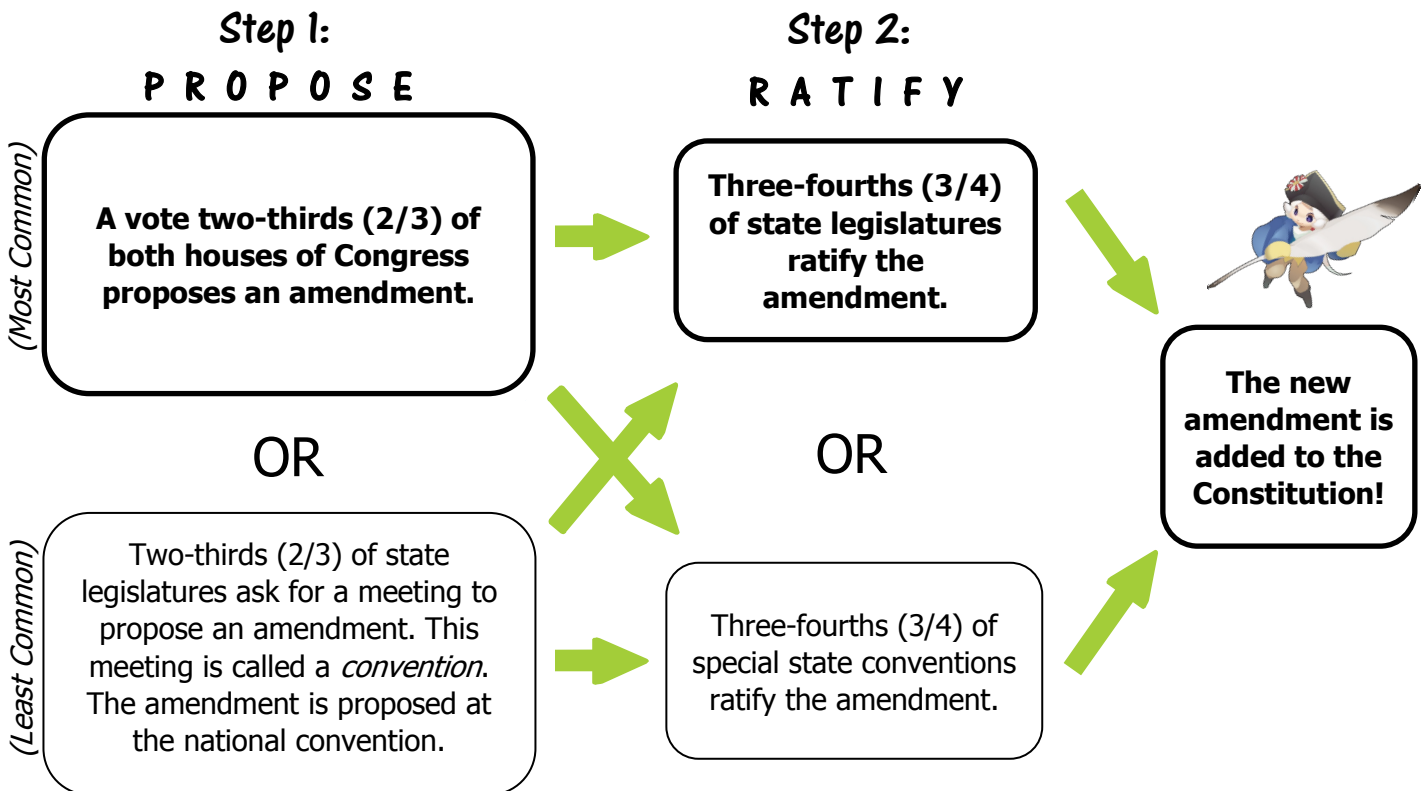 Step 1:
PROPOSE
(Most Common)
A vote two-thirds (2/3) of
both houses of Congress
proposes an amendment.
OR
(Least Common)
Two-thirds (2/3) of state
legislatures ask for a meeting to
propose an amendment. This
meeting is called a convention.
The amendment is proposed at
the national convention.
Step 2:
RATIFY
Three-fourths (3/4)
of state legislatures
ratify the
amendment.
OR
Three-fourths (3/4) of
special state conventions
ratify the amendment.
The new
amendment is
added to the
Constitution!